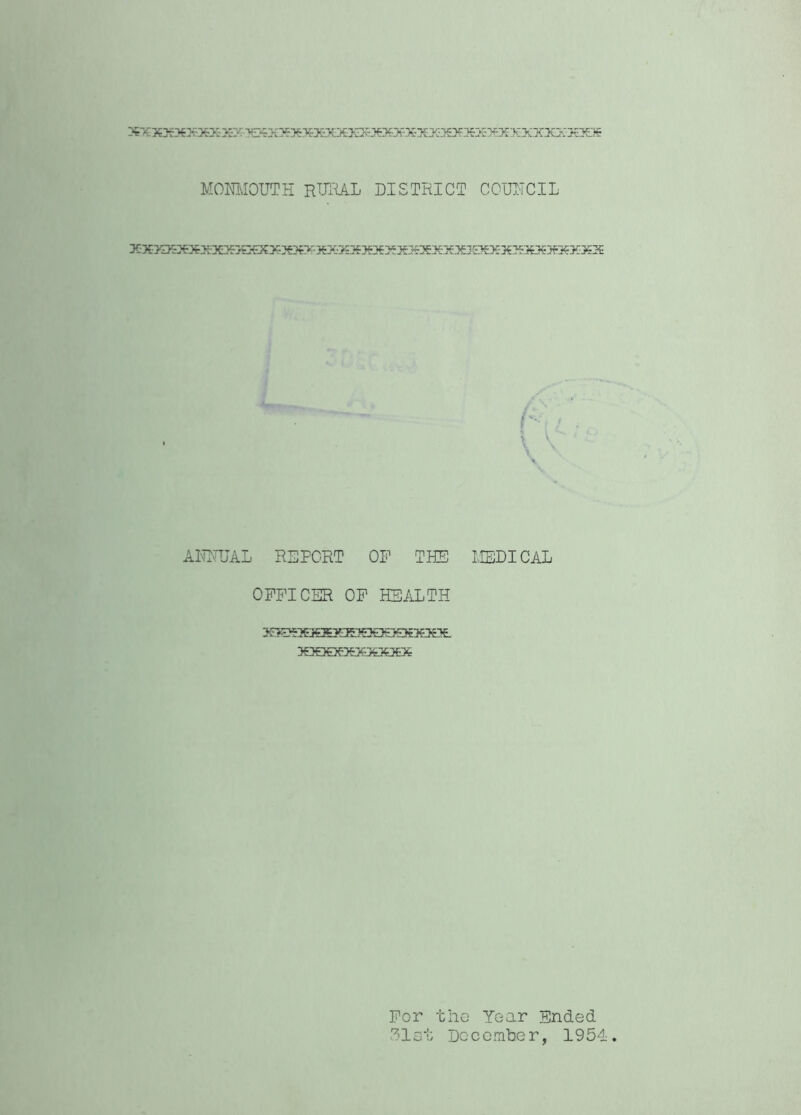 MONMOUTH RURAL DISTRICT COUNCIL
ANNUAL REPORT OF THE MEDICAL
OFFICER OF HEALTH
For the Year Ended
31st December, 1954.